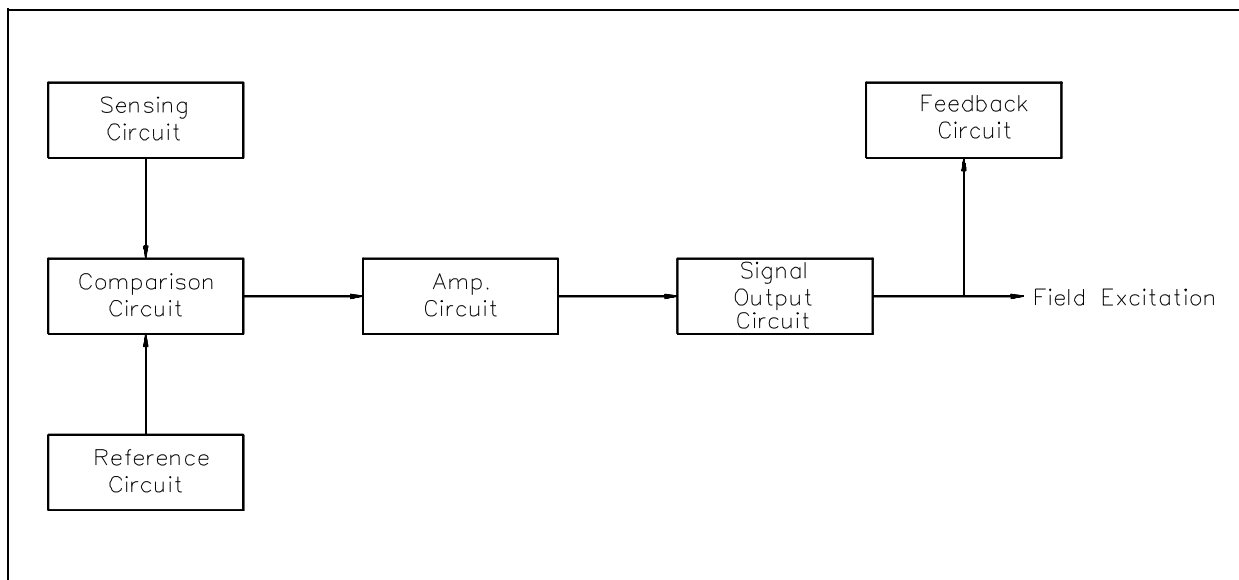 Sensing
Circuit
Feedback
Circuit
Comparison
Circuit
Amp.
Circuit
Signal
Output
Circuit
Field Excitation
Reference
Circuit